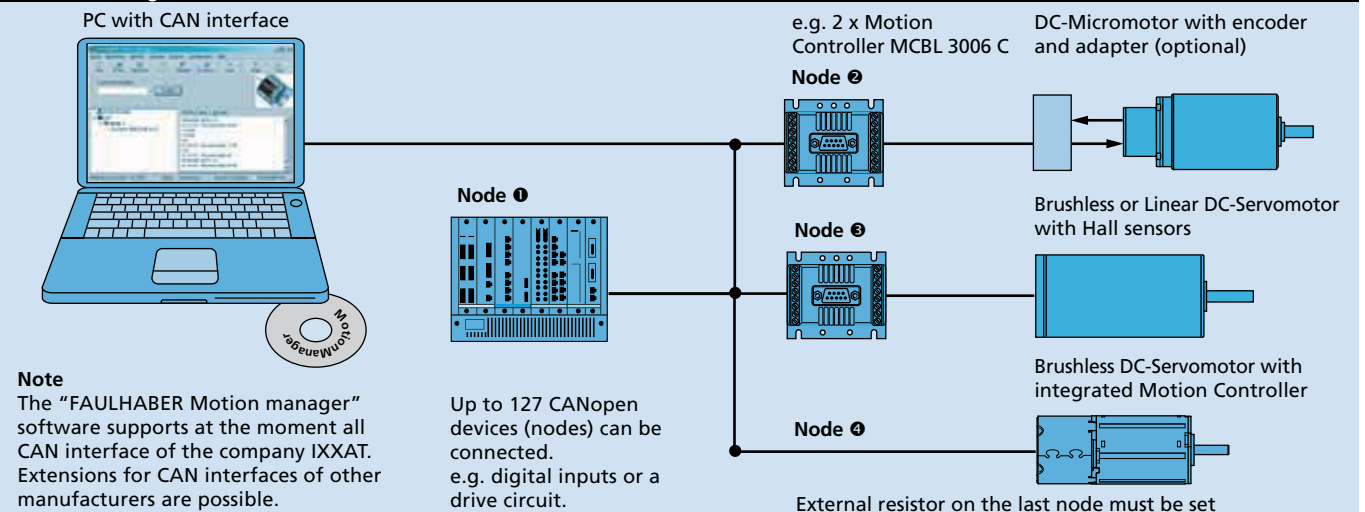 PC with CAN interface
e.g. 2 x Motion
Controller MCBL 3006 C
DC-Micromotor with encoder
and adapter (optional)
Node ❷
Node ❶
Brushless or Linear DC-Servomotor
with Hall sensors
Node ❸
MotionManager
Brushless DC-Servomotor with
integrated Motion Controller
Note
The “FAULHABER Motion manager”
software supports at the moment all
CAN interface of the company IXXAT.
Extensions for CAN interfaces of other
manufacturers are possible.
Up to 127 CANopen
devices (nodes) can be
connected.
e.g. digital inputs or a
drive circuit.
Node ❹
External resistor on the last node must be set